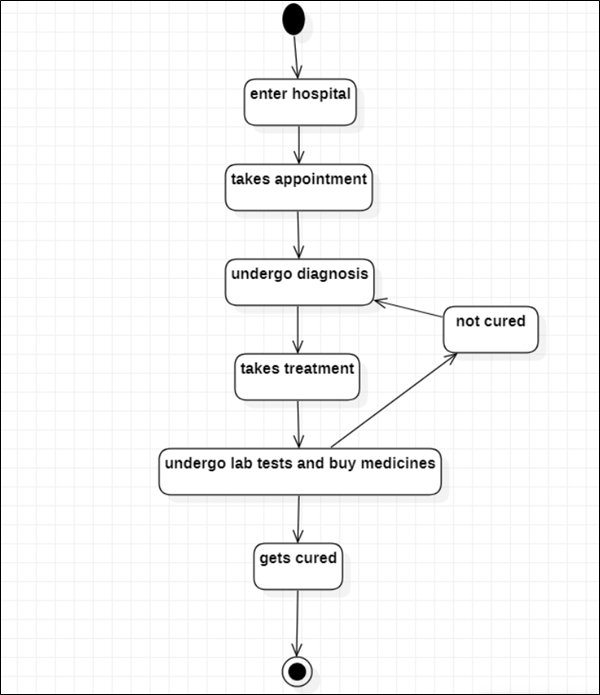 enter hospital
takes appointment
undergo diagnosis
not cured
takes treatment
undergo lab tests and buy medicines
gets cured